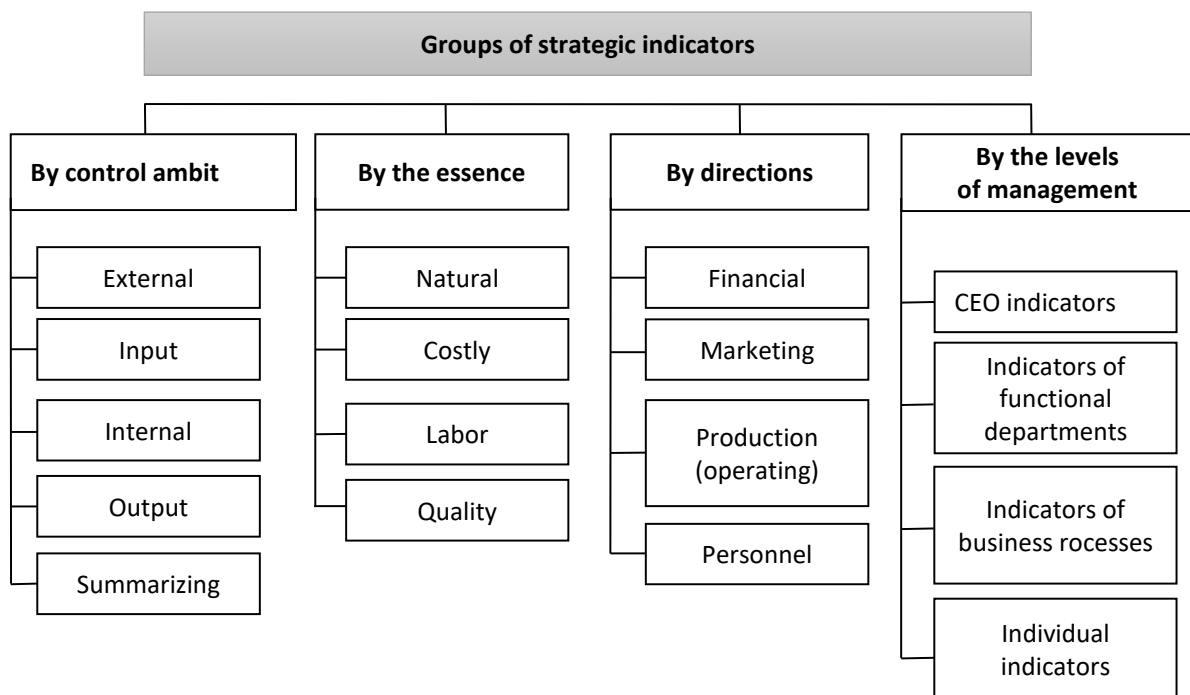 Groups of strategic indicators
By control ambit
External
Input
Internal
Output
Summarizing
By the essence
Natural
Costly
Labor
Quality
By directions
Financial
Marketing
Production
(operating)
Personnel
By the levels
of management
CEO indicators
Indicators of
functional
departments
Indicators of
business rocesses
Individual
indicators